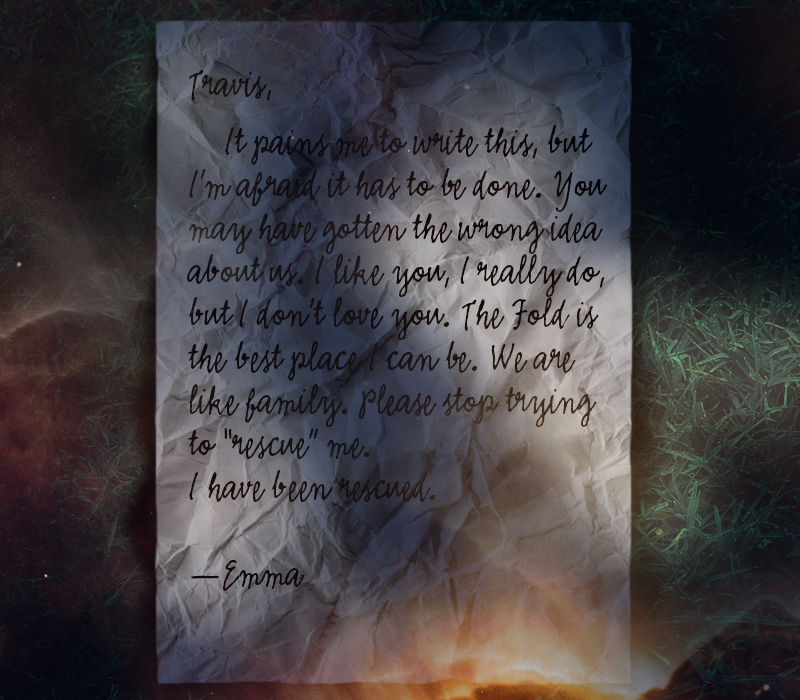 Travis,
It pains me to write this, but
I'm afraid it has to be done. You
may have gotten the wrong idea
about us. I like you, I really do,
but I don't love you. The Fold is
the best place I can be. We are
like family. Please stop trying
to "rescue" me.
I have been rescued.
—Emma